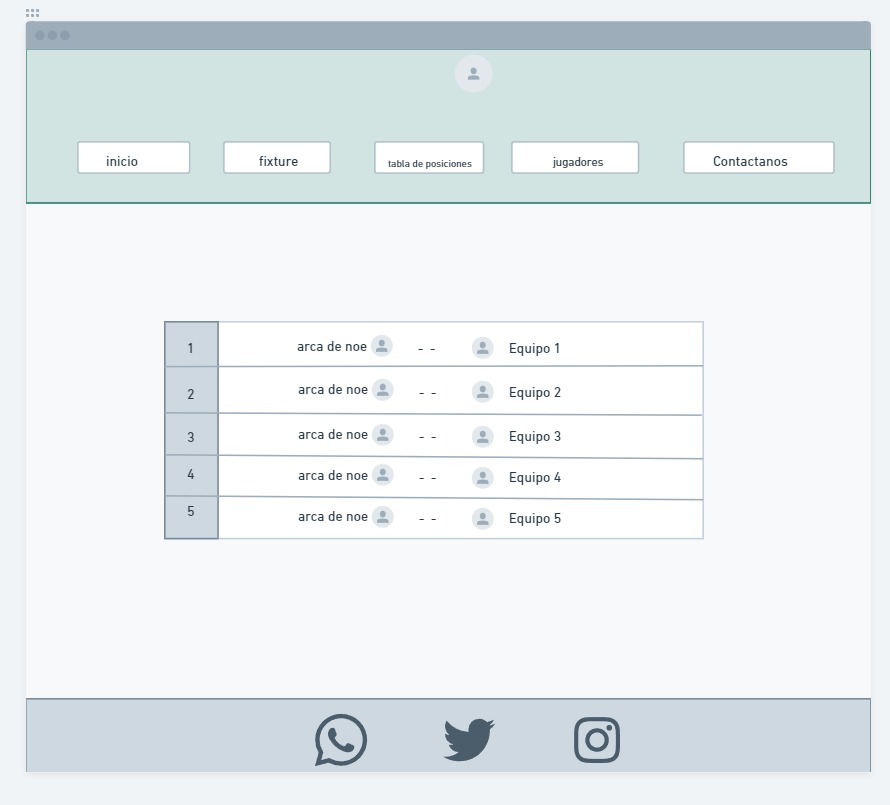 inicio fixture tabla de posiciones jugadores Contactanos
1 arca de noe - - Equipo 1
2 arca de noe - - Equipo 2
3 arca de noe - - Equipo 3
4 arca de noe - - Equipo 4
5 arca de noe - - Equipo 5